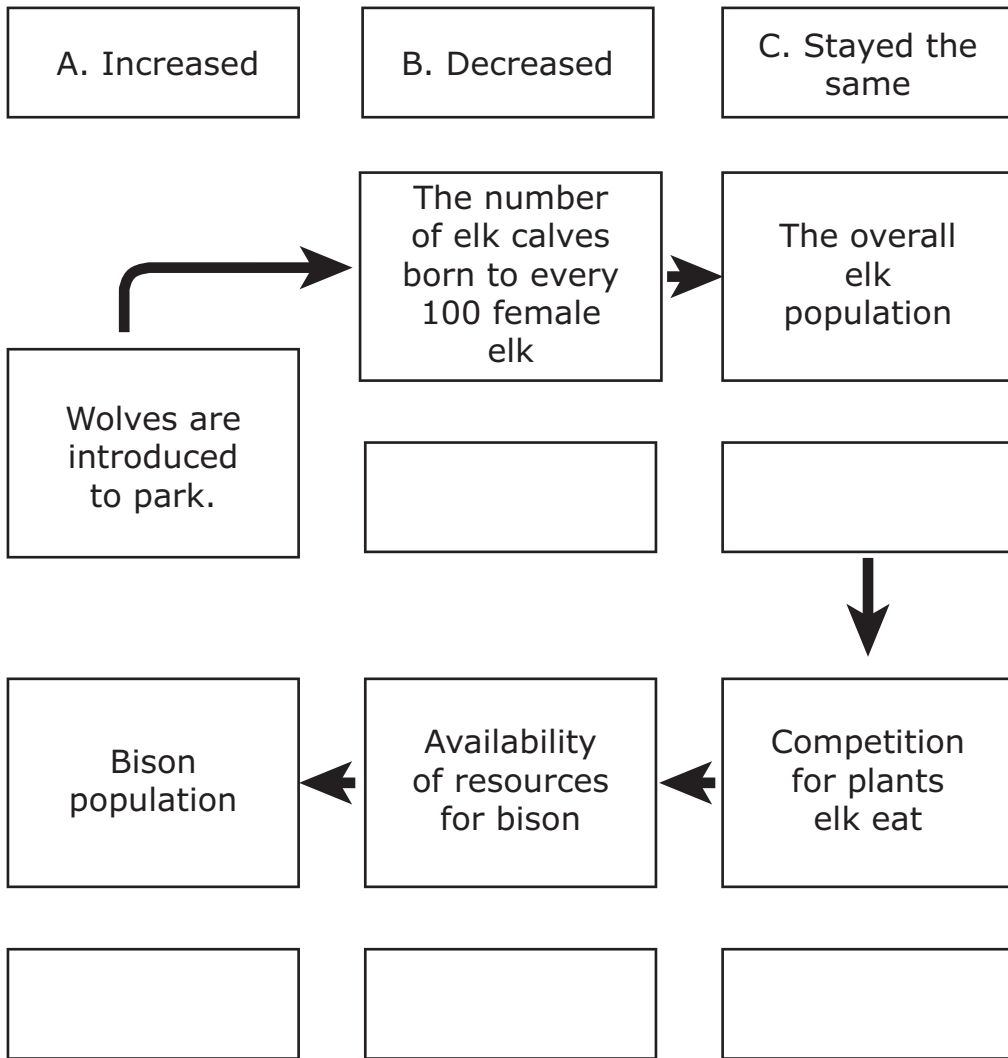 A. Increased
B. Decreased
C. Stayed the
same
The number
of elk calves
born to every
100 female
elk
The overall
elk
population
Wolves are
introduced
to park.
Bison
population
Availability
of resources
for bison
Competition
for plants
elk eat